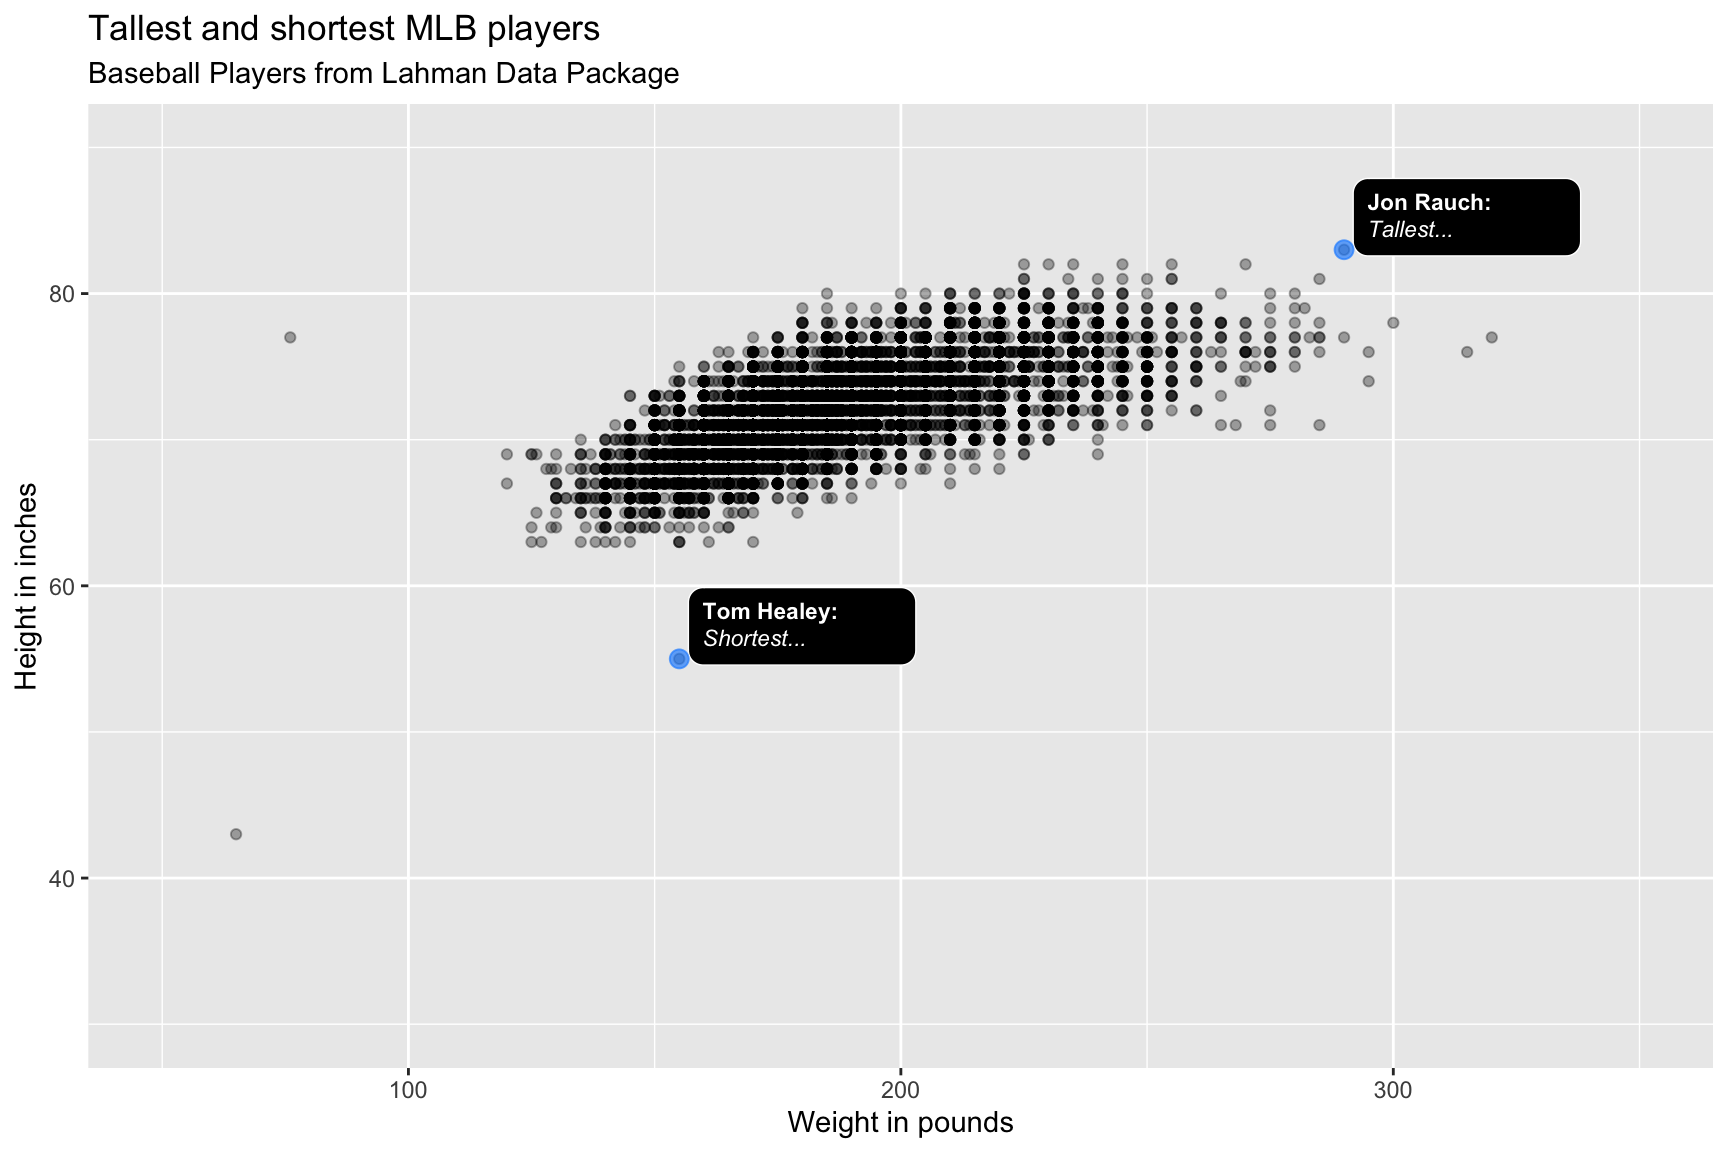 Tallest and shortest MLB players
Baseball Players from Lahman Data Package
Jon Rauch:
Tallest...
Tom Healey:
Shortest...
Height in inches
80
60
40
100
200
300
Weight in pounds